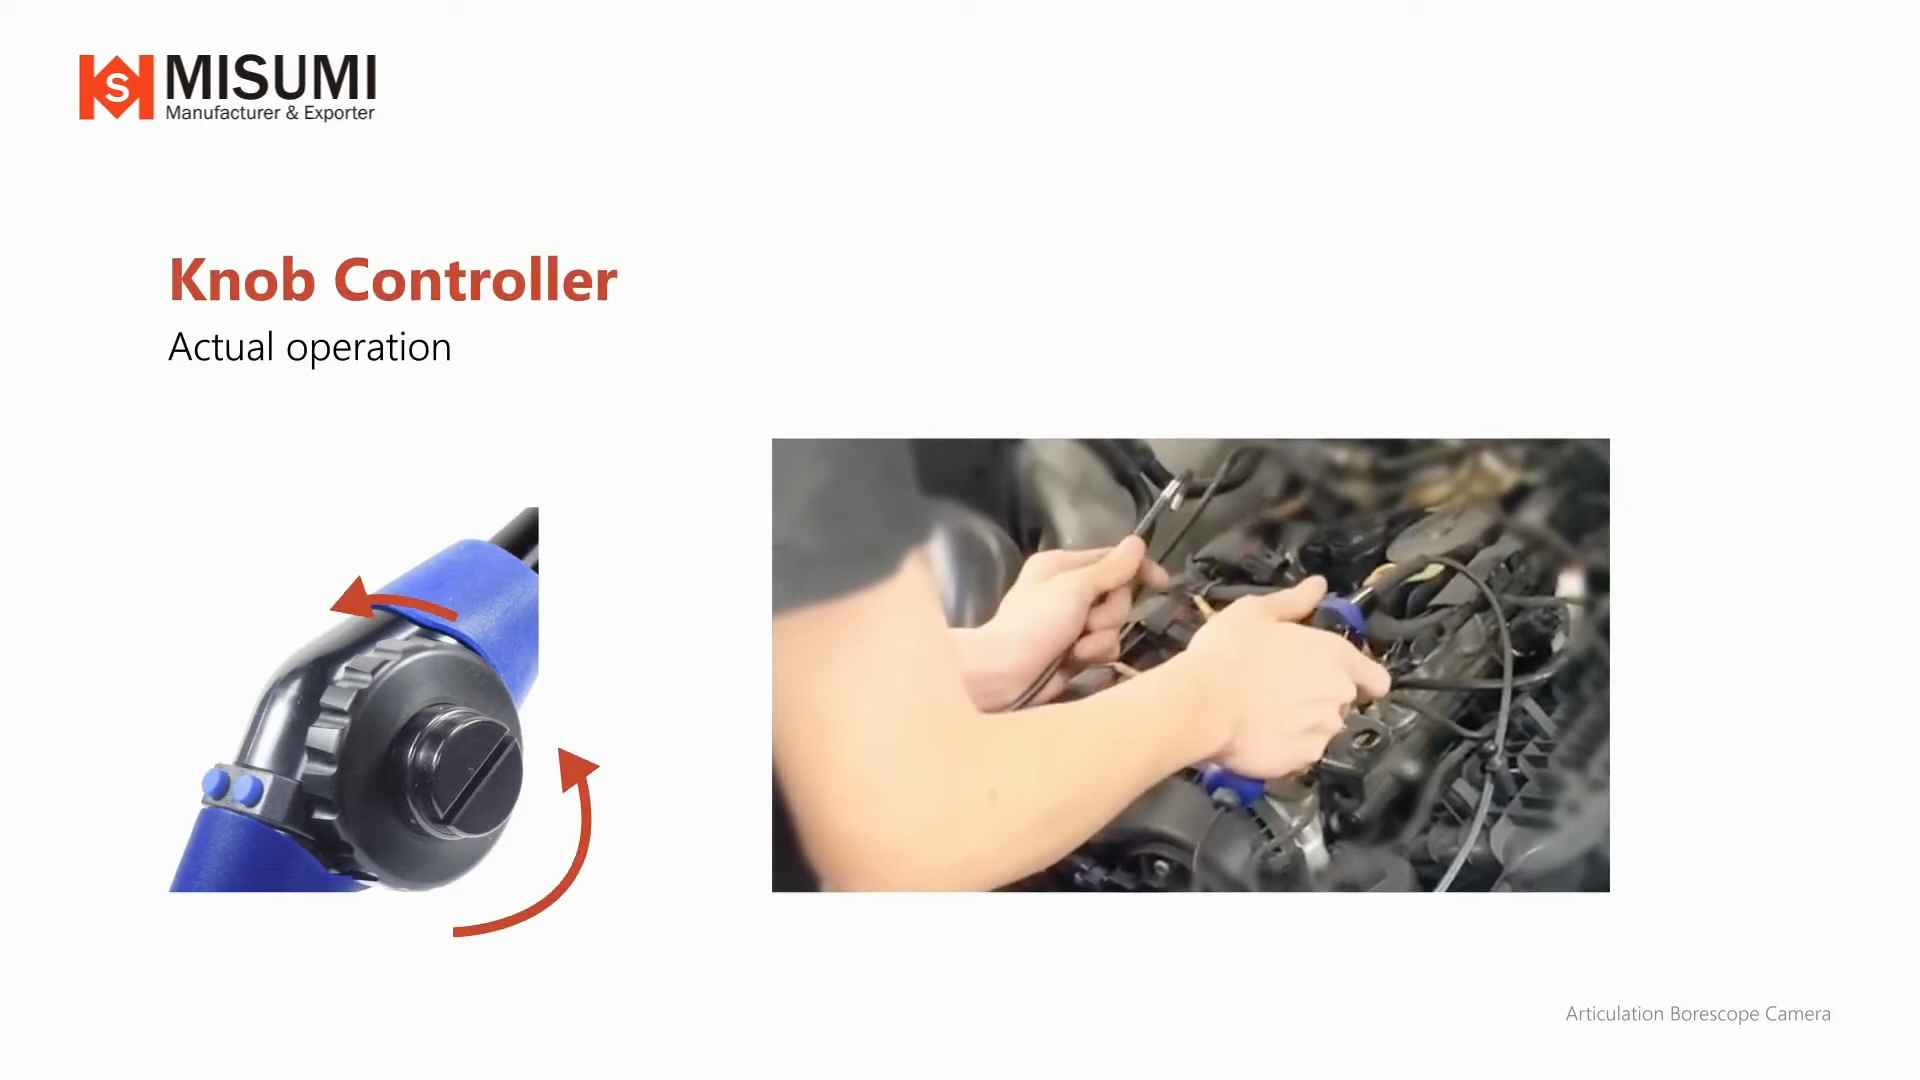 S
MISUMI
Manufacturer & Exporter
Knob Controller
Actual operation
Articulation Borescope Camera